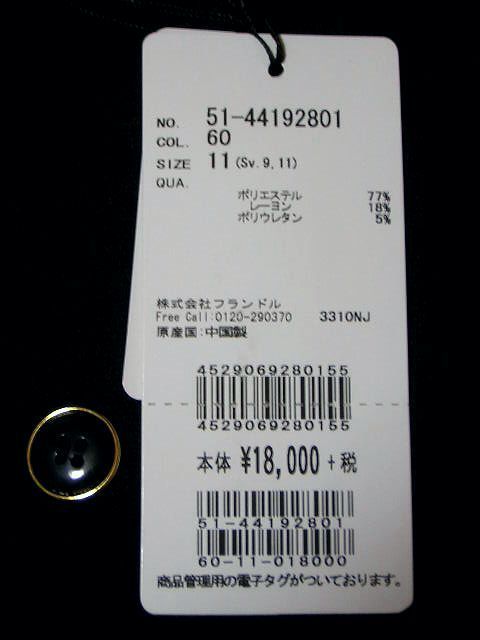 NO. 51-44192801
COL. 60
SIZE 11(Sv.9,11)
QUA.
ポリエステル 77%
レーヨン 18%
ポリウレタン 5%
株式会社フランドル
Free Call:0120-290370 3310NJ
原産国:中国製
4529069280155
4529069280155
本体 ¥18,000+税
51-44192801
60-11-018000
商品管理用の電子タグがついております。